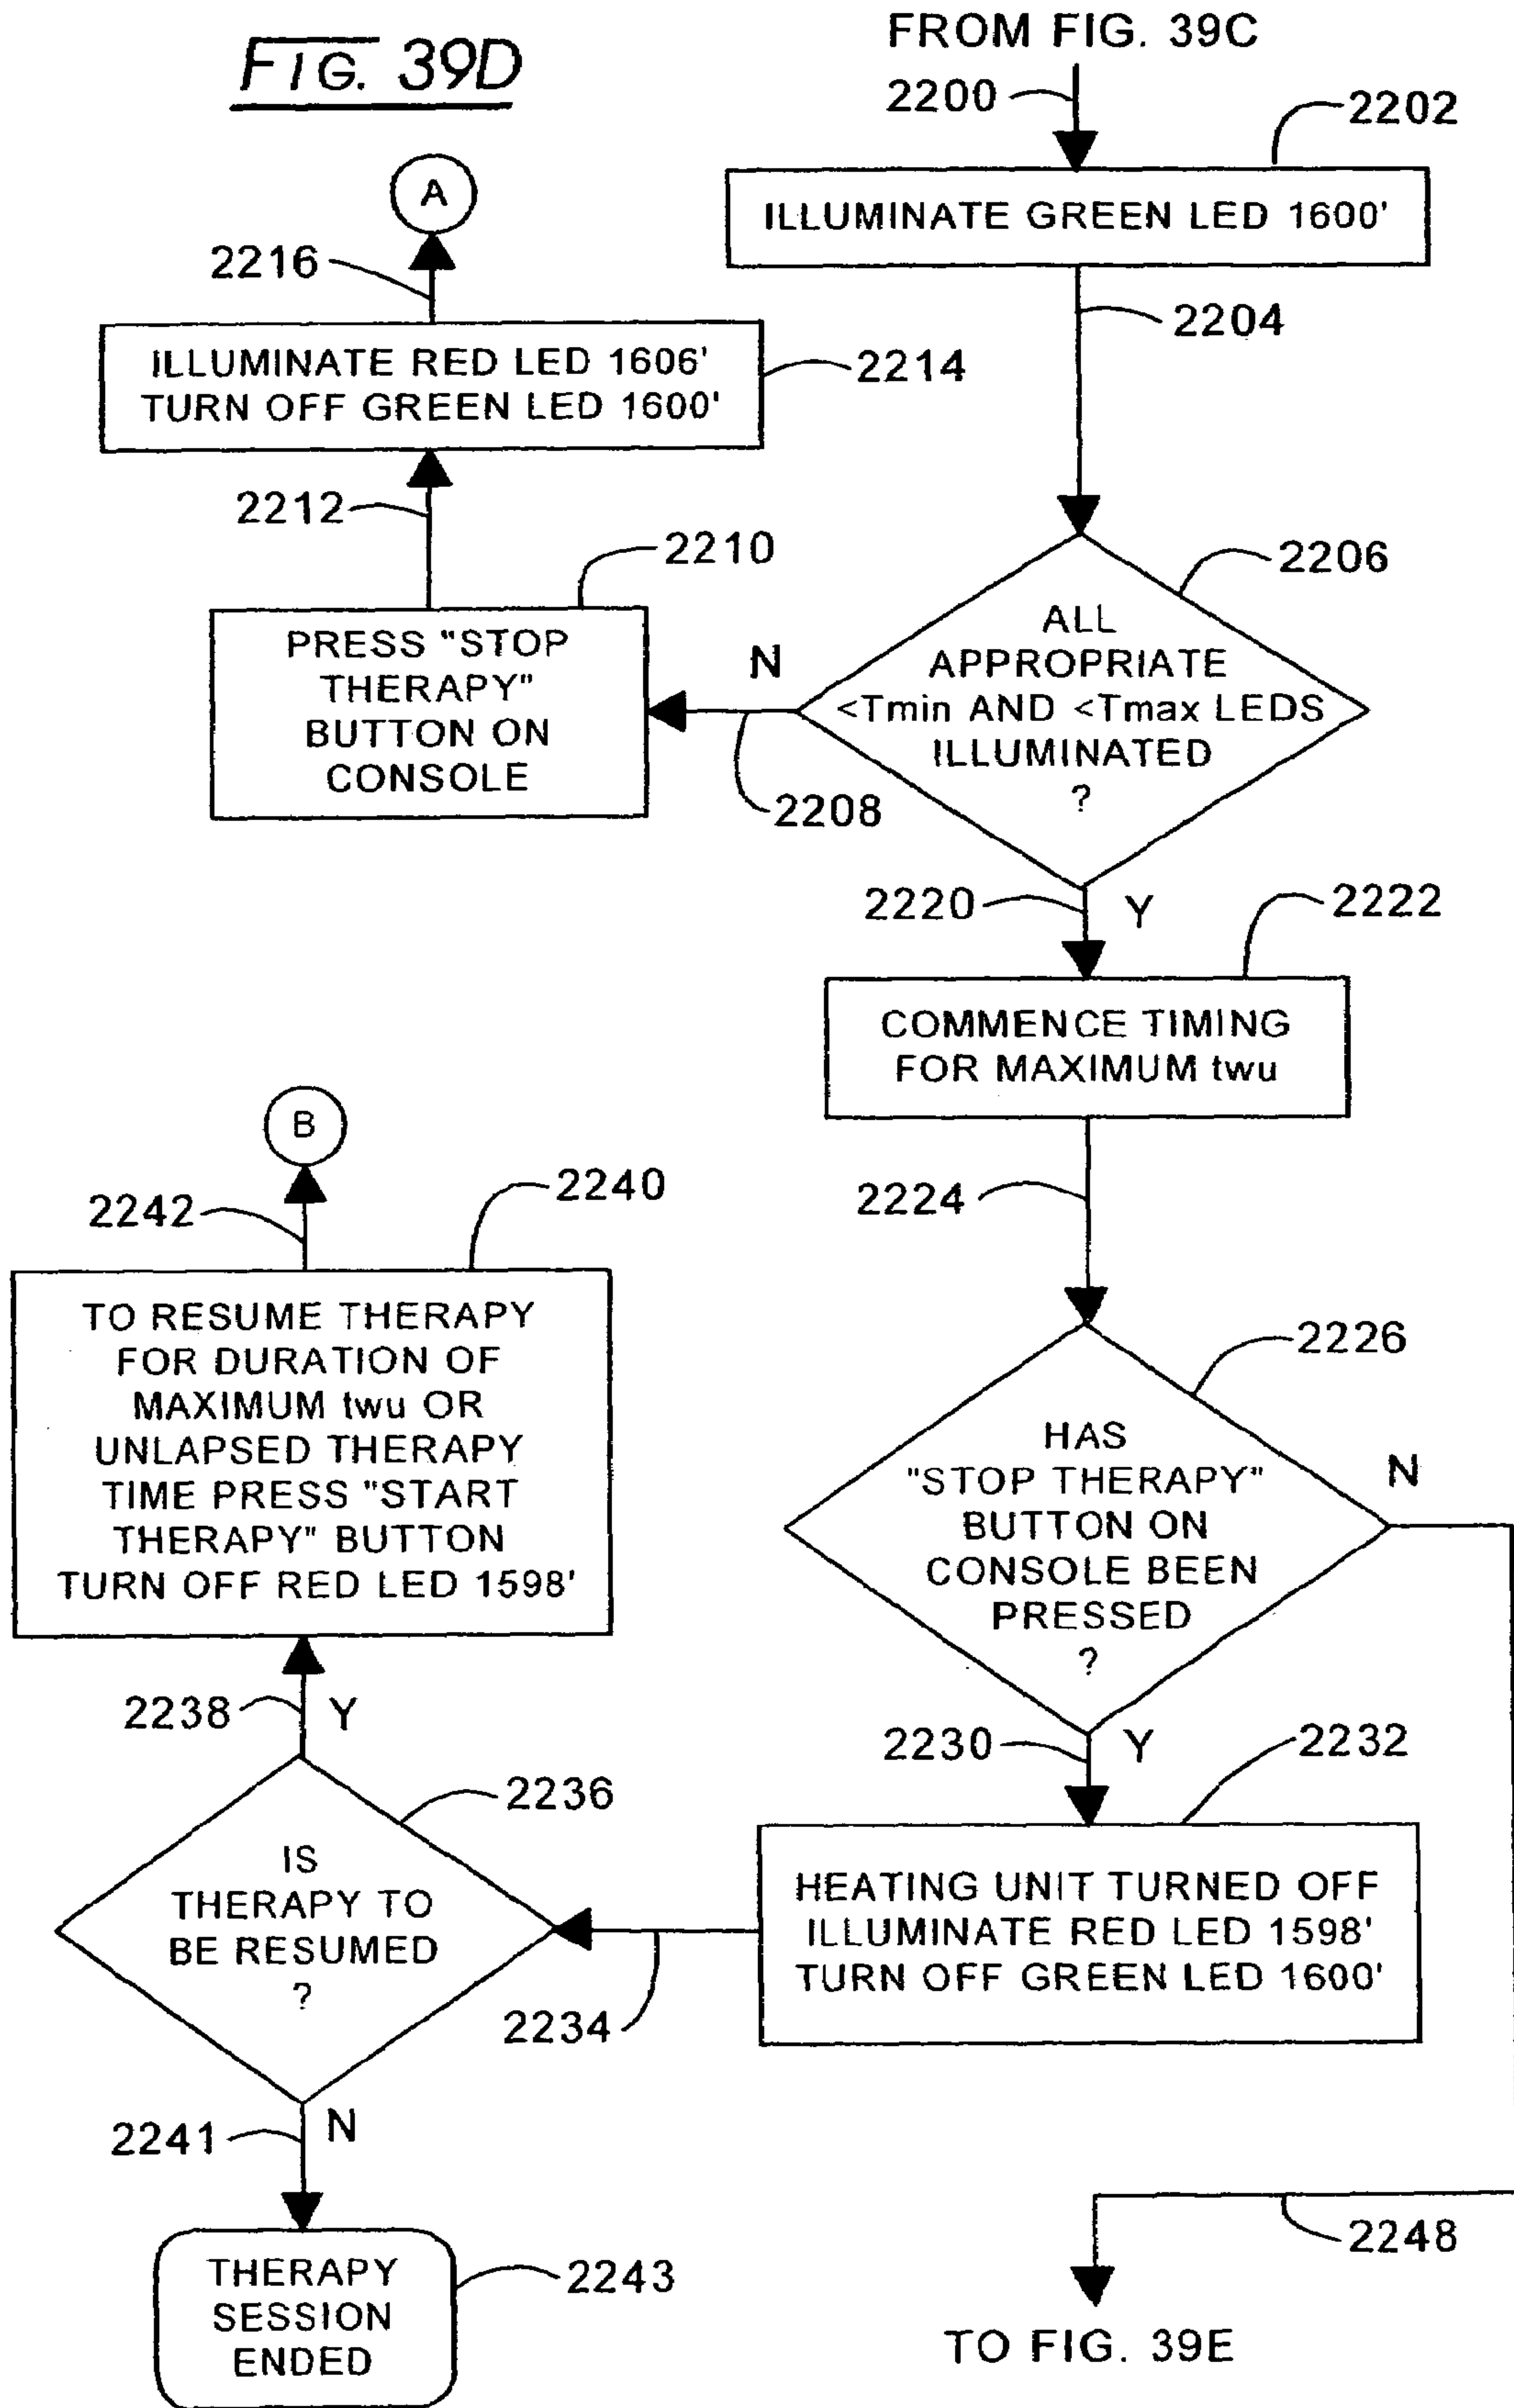 FIG. 39D
FROM FIG. 39C
2200
2202
ILLUMINATE GREEN LED 1600'
2204
A
2216
ILLUMINATE RED LED 1606'
TURN OFF GREEN LED 1600'
2214
2212
2210
PRESS "STOP
THERAPY"
BUTTON ON
CONSOLE
N
2208
2206
ALL
APPROPRIATE
<Tmin AND <Tmax LEDS
ILLUMINATED
?
2220
Y
2222
COMMENCE TIMING
FOR MAXIMUM twu
2224
B
2242
2240
TO RESUME THERAPY
FOR DURATION OF
MAXIMUM twu OR
UNLAPSED THERAPY
TIME PRESS "START
THERAPY" BUTTON
TURN OFF RED LED 1598'
2226
HAS
"STOP THERAPY"
BUTTON ON
CONSOLE BEEN
PRESSED
?
N
2238
Y
2230
Y
2232
HEATING UNIT TURNED OFF
ILLUMINATE RED LED 1598'
TURN OFF GREEN LED 1600'
2236
IS
THERAPY TO
BE RESUMED
?
2234
2241
N
THERAPY
SESSION
ENDED
2243
2248
TO FIG. 39E